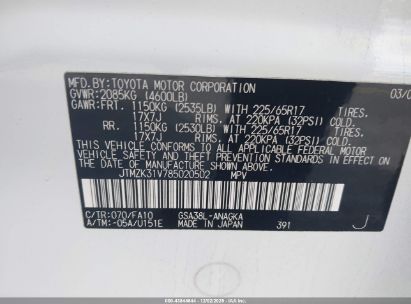 MFD.BY:TOYOTA MOTOR CORPORATION 03/0
GVWR:2085KG (4600LB)
GAWR:FRT. 1150KG (2535LB) WITH 225/65R17 TIRES.
17X7J RIMS. AT 220KPA (32PSI) COLD.
RR. 1150KG (2530LB) WITH 225/65R17 TIRES.
17X7J RIMS. AT 220KPA (32PSI) COLD.
THIS VEHICLE CONFORMS TO ALL APPLICABLE
FEDERAL MOTOR VEHICLE SAFETY, BUMPER, AND
THEFT PREVENTION STANDARDS IN EFFECT ON
THE DATE OF MANUFACTURE SHOWN ABOVE.
JTMZK31V785020502 MPV
C/TR:070/FA10 GSA38L-ANAGKA
A/TM:-05A/U151E MADE IN JAPAN 391 J